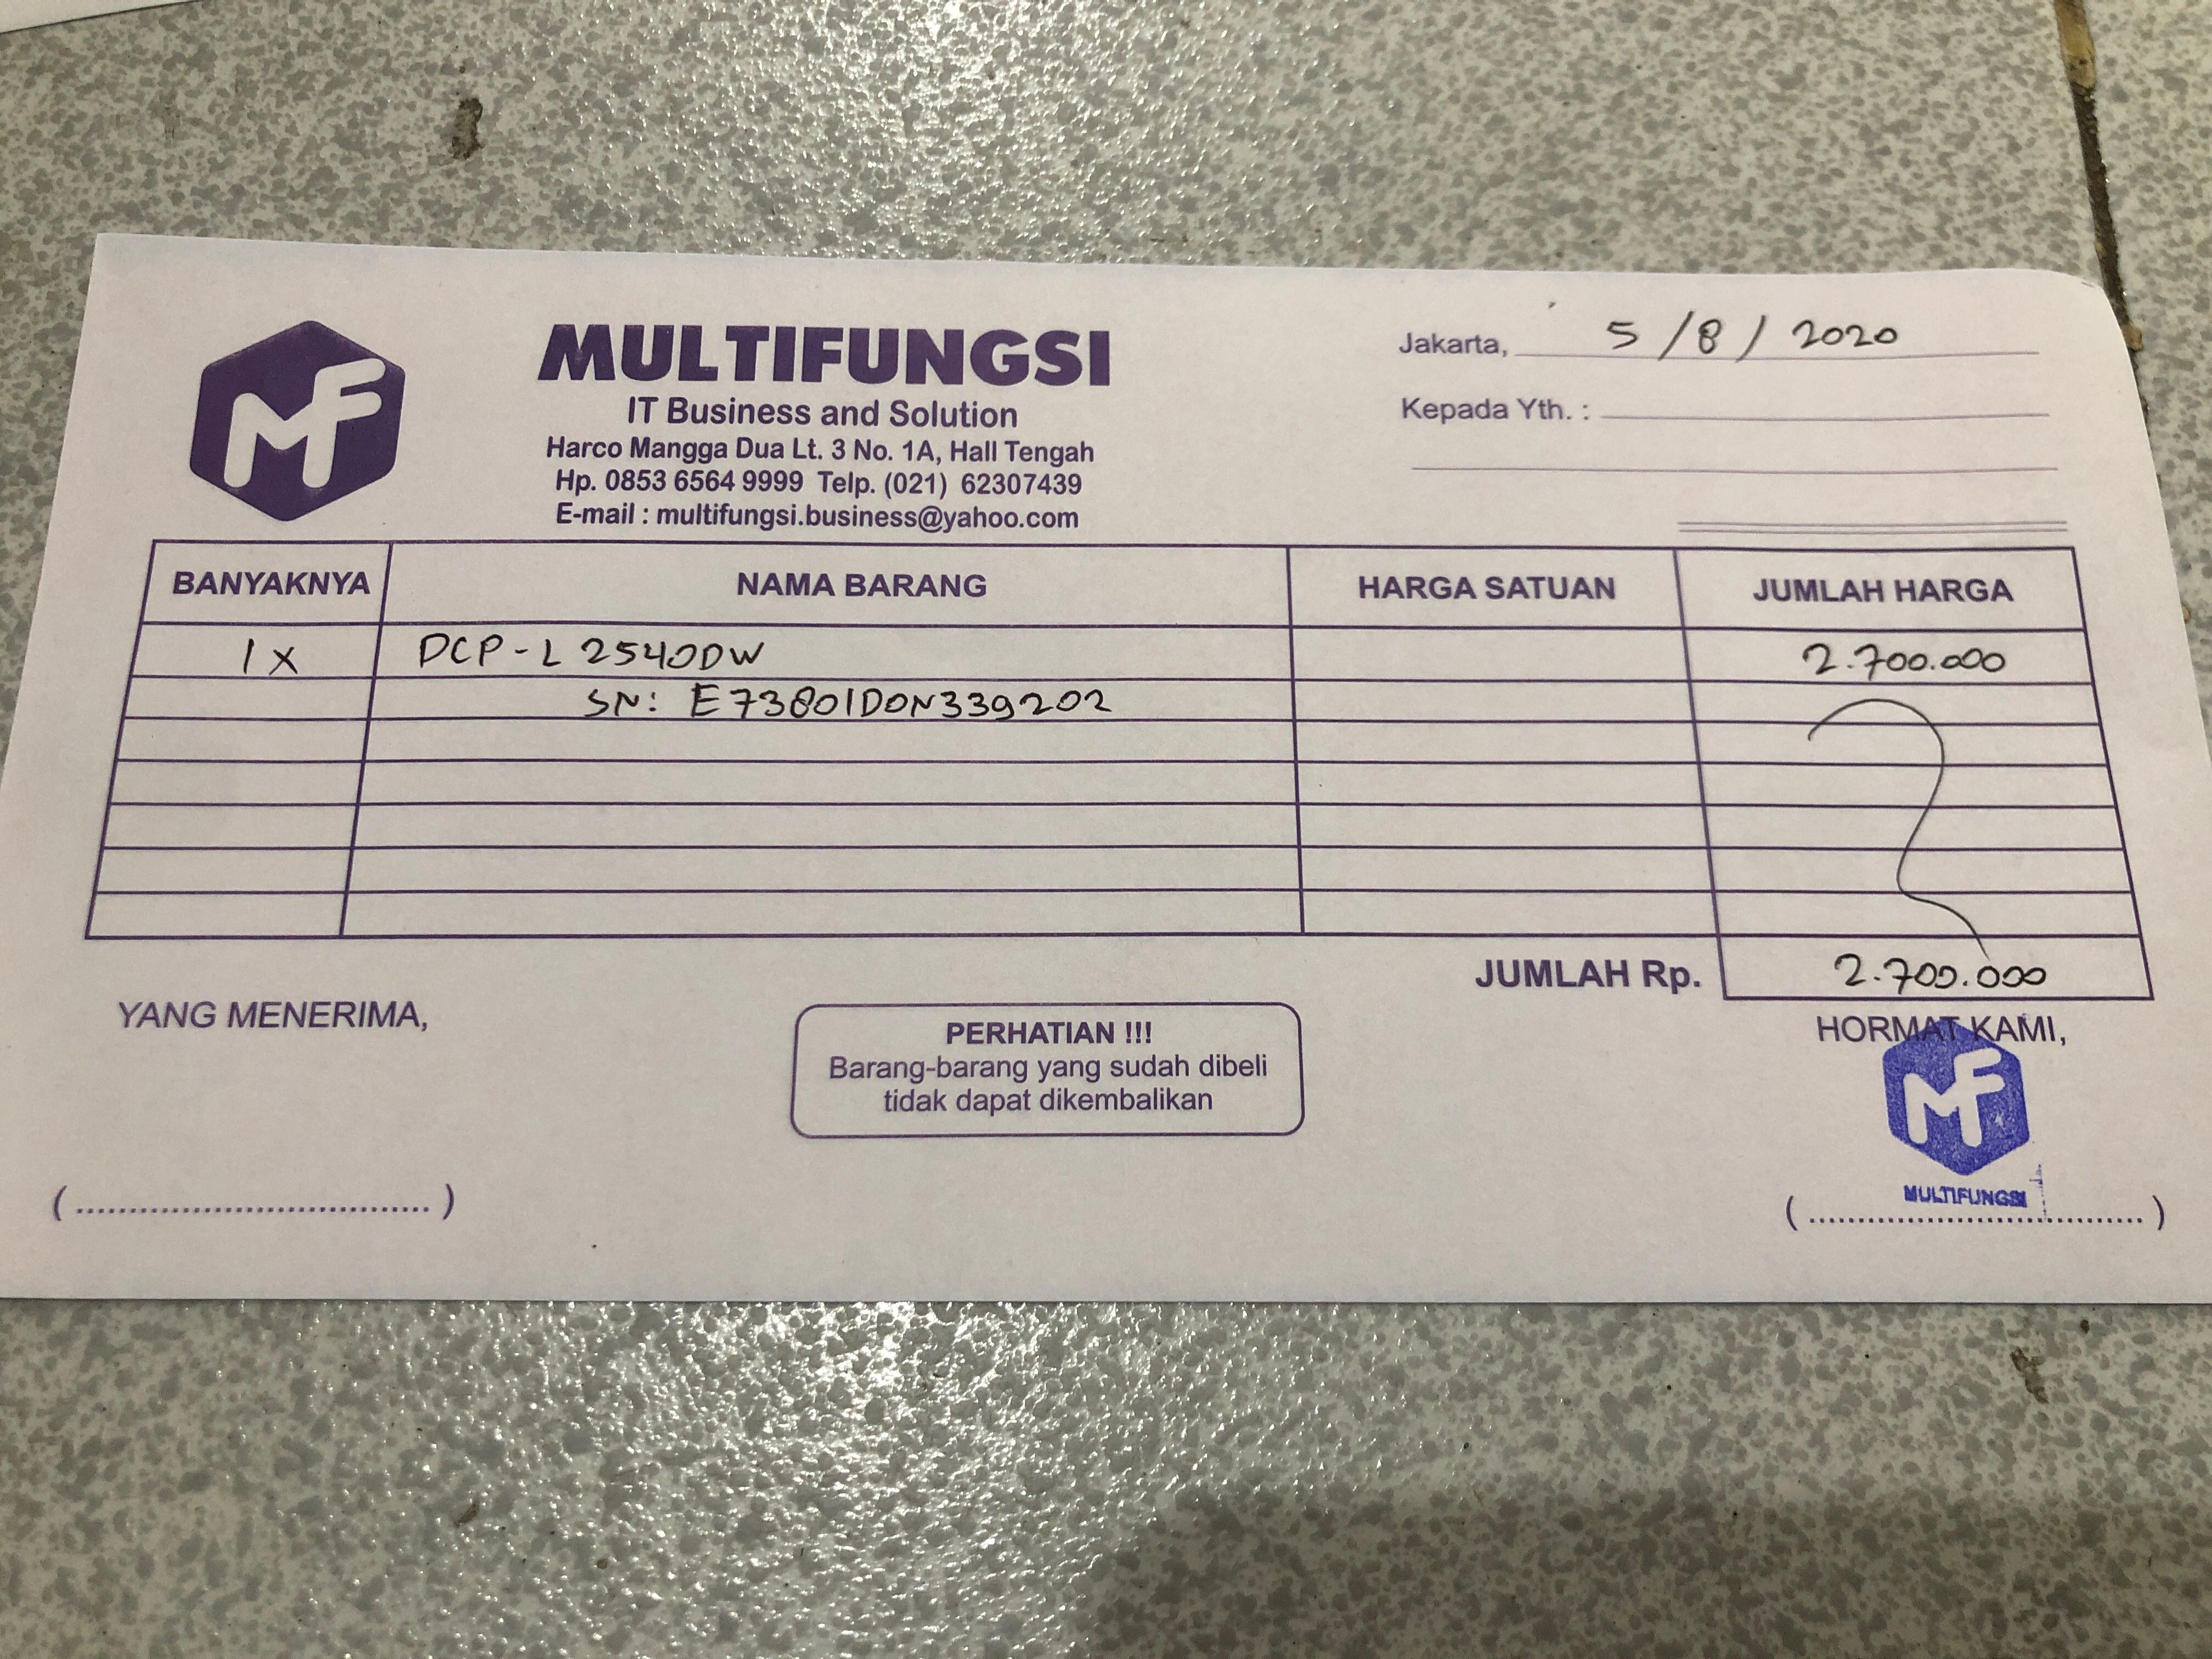 MF
MULTIFUNGSI
IT Business and Solution
Harco Mangga Dua Lt. 3 No. 1A, Hall Tengah
Hp. 0853 6564 9999 Telp. (021) 62307439
E-mail : multifungsi.business@yahoo.com
Jakarta, 5/8/2020
Kepada Yth. :
BANYAKNYA NAMA BARANG HARGA SATUAN JUMLAH HARGA
1X DCP-L 2540DW 2.700.000
SN: E73801D0N339202
JUMLAH Rp. 2.700.000
YANG MENERIMA,
PERHATIAN !!!
Barang-barang yang sudah dibeli
tidak dapat dikembalikan
HORMAT KAMI,
MF
MULTIFUNGSI
(..................................)
(..................................)